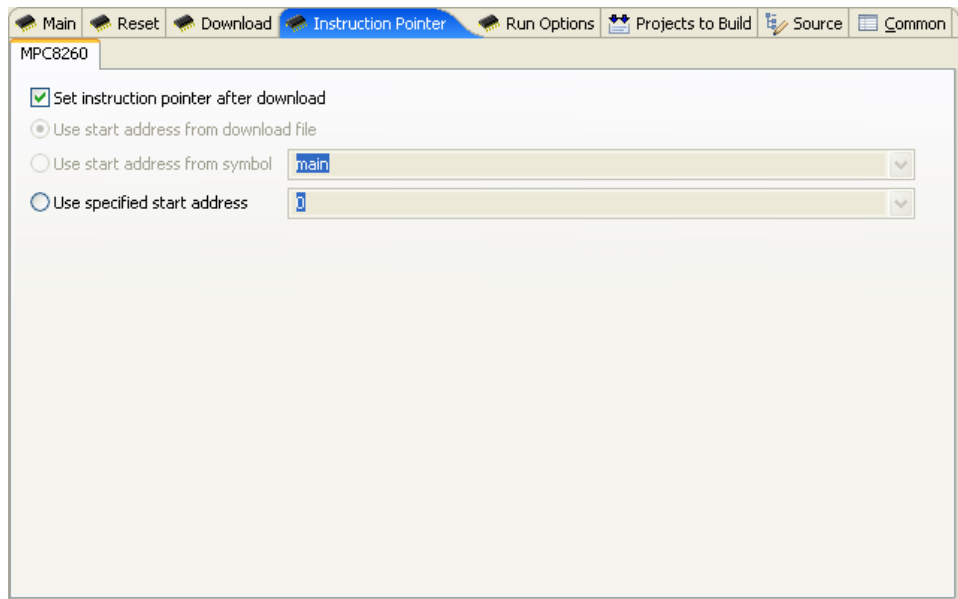 Main Reset Download Instruction Pointer Run Options Projects to Build Source Common
MPC8260
Set instruction pointer after download
Use start address from download file
Use start address from symbol main
Use specified start address 0